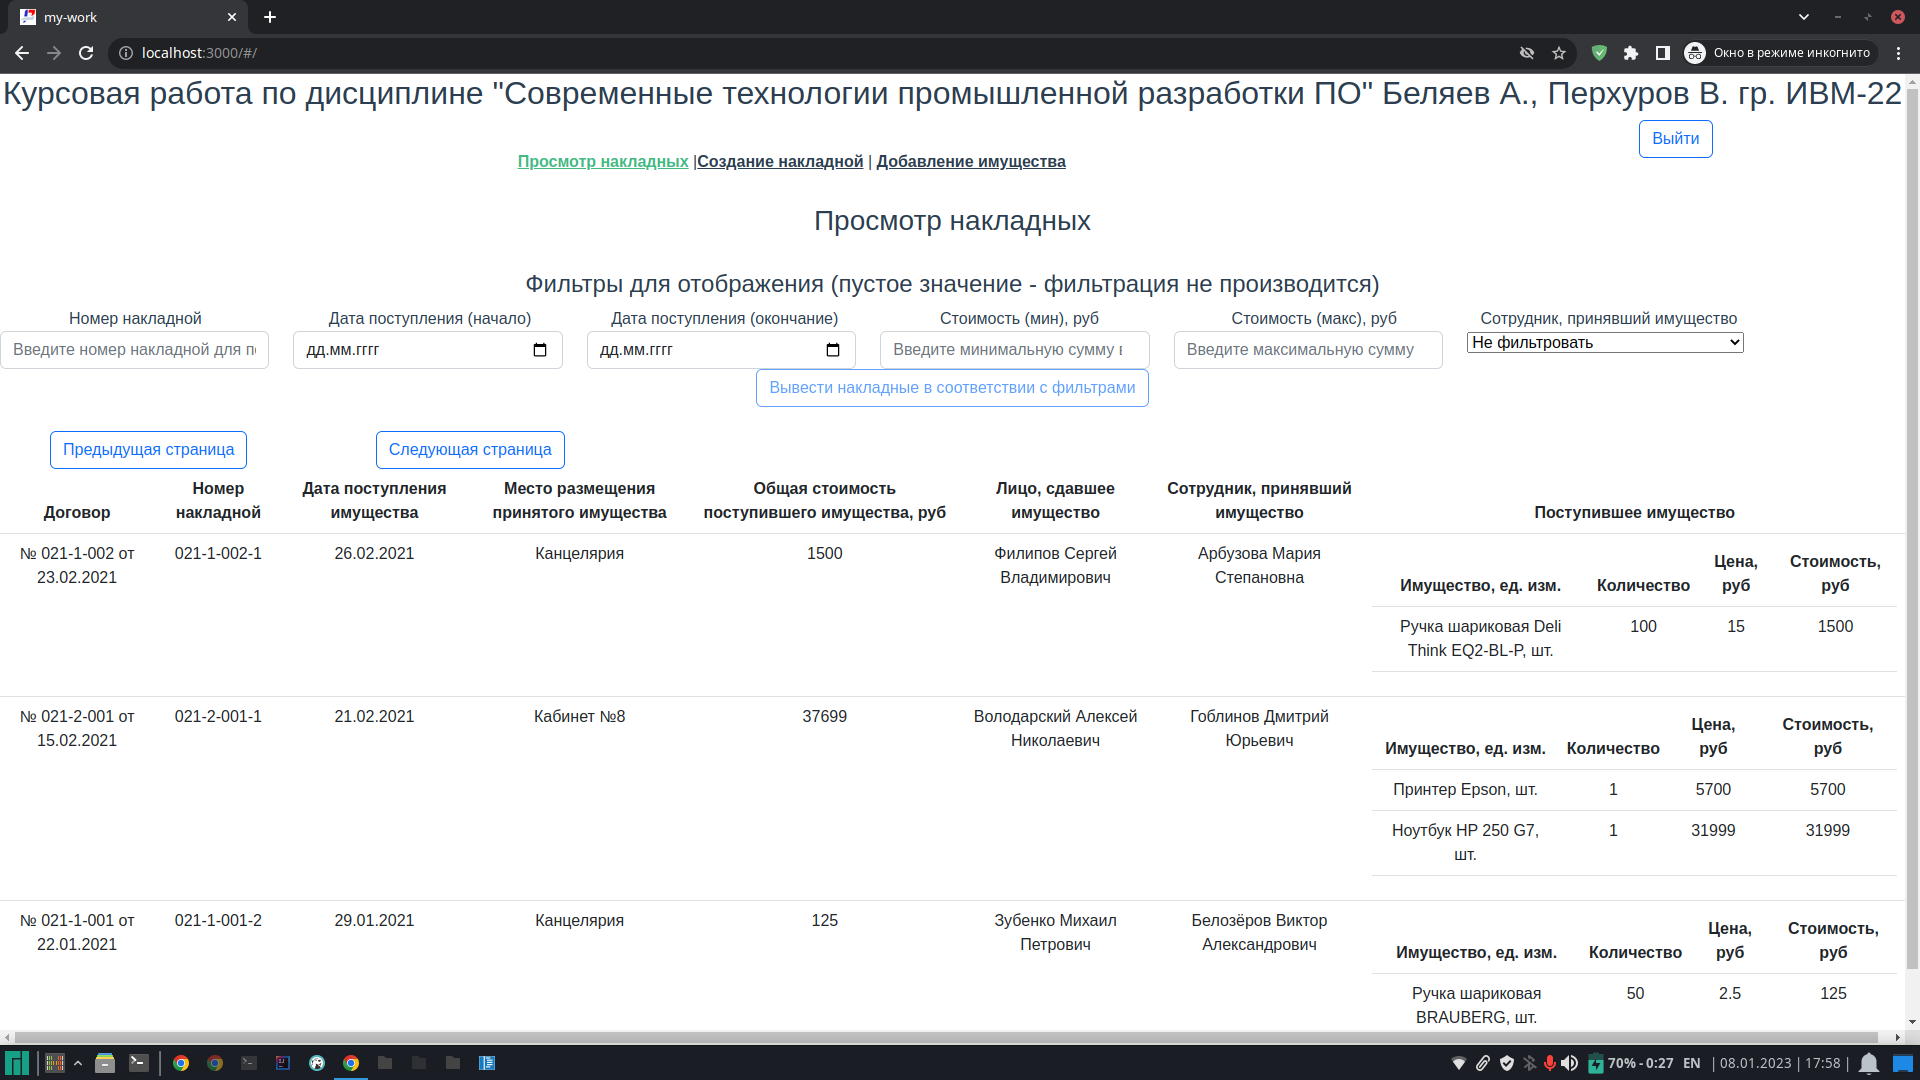 my-work
localhost:3000/#/
Окно в режиме инкогнито
Курсовая работа по дисциплине "Современные технологии промышленной разработки ПО" Беляев А., Перхуров В. гр. ИВМ-22
Выйти
Просмотр накладных |Создание накладной | Добавление имущества
Просмотр накладных
Фильтры для отображения (пустое значение - фильтрация не производится)
Номер накладной
Дата поступления (начало)
Дата поступления (окончание)
Стоимость (мин), руб
Стоимость (макс), руб
Сотрудник, принявший имущество
Введите номер накладной для
дд.мм.гггг
дд.мм.гггг
Введите минимальную сумму
Введите максимальную сумму
Не фильтровать
Вывести накладные в соответствии с фильтрами
Предыдущая страница
Следующая страница
Договор
Номер
накладной
Дата поступления
имущества
Место размещения
принятого имущества
Общая стоимость
поступившего имущества, руб
Лицо, сдавшее
имущество
Сотрудник, принявший
имущество
Поступившее имущество
№ 021-1-002 от
23.02.2021
021-1-002-1
26.02.2021
Канцелярия
1500
Филипов Сергей
Владимирович
Арбузова Мария
Степановна
Имущество, ед. изм.
Количество
Цена,
руб
Стоимость,
руб
Ручка шариковая Deli
Think EQ2-BL-P, шт.
100
15
1500
№ 021-2-001 от
15.02.2021
021-2-001-1
21.02.2021
Кабинет №8
37699
Володарский Алексей
Николаевич
Гоблинов Дмитрий
Юрьевич
Имущество, ед. изм.
Количество
Цена,
руб
Стоимость,
руб
Принтер Epson, шт.
1
5700
5700
Ноутбук HP 250 G7,
шт.
1
31999
31999
№ 021-1-001 от
22.01.2021
021-1-001-2
29.01.2021
Канцелярия
125
Зубенко Михаил
Петрович
Белозёров Виктор
Александрович
Имущество, ед. изм.
Количество
Цена,
руб
Стоимость,
руб
Ручка шариковая
BRAUBERG, шт.
50
2.5
125
70% - 0:27 EN | 08.01.2023 | 17:58 |